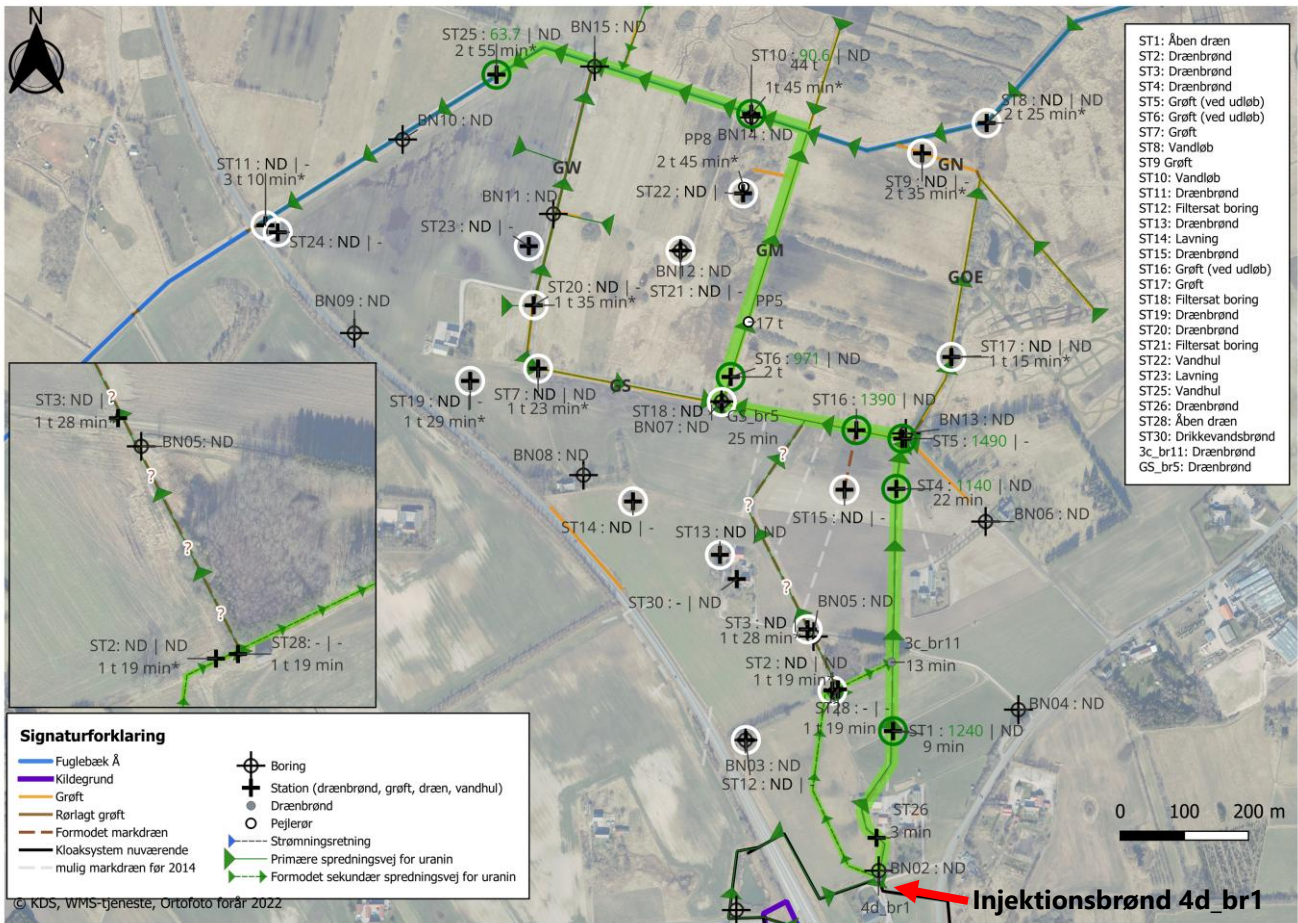 N
ST25 : 63.7 | ND
2 t 55 min*
BN15: ND
ST10 : 90.6 | ND
44 t
1t 45 min*
BN14: ND
BN10 : ND
ST8 : ND | ND
2 t 25 min*
PP8
2 t 45 min*
GN
ST9 : ND | -
2 t 35 min*
GW
ST11 : ND | -
3 t 10 min*
BN11 : ND
ST22 : ND | -
ST24 : ND | -
ST23 : ND | -
BN12 : ND
ST21 : ND | -
GM
GOE
ST20 : ND | -
1 t 35 min*
BN09 : ND
PP5
17 t
ST17 : ND | ND
1 t 15 min*
ST6 : 971 | ND
2 t
GS
ST7 : ND | ND
1 t 23 min*
ST19 : ND | -
1 t 29 min*
ST18 : ND |
BN07 : ND
GS_br5
25 min
ST16 : 1390 | ND
BN13 : ND
ST5 : 1490 | -
BN08 : ND
ST4 : 1140 | ND
22 min
ST14 : ND | -
ST15 : ND | -
BN06 : ND
?
ST13 : ND | ND
ST30 : - | ND
?
BN05 : ND
ST3 : ND |
1 t 28 min*
3c_br11
13 min
ST2 : ND | ND
1 t 19 min*
ST28 : - | -
1 t 19 min
BN04 : ND
BN03 : ND
ST12 : ND | -
ST1 : 1240 | ND
9 min
ST26
3 min
BN02 : ND
4d_br1
Injektionsbrønd 4d_br1
0 100 200 m
ST1: Åben dræn
ST2: Drænbrønd
ST3: Drænbrønd
ST4: Drænbrønd
ST5: Grøft (ved udløb)
ST6: Grøft (ved udløb)
ST7: Grøft
ST8: Vandløb
ST9 Grøft
ST10: Vandløb
ST11: Drænbrønd
ST12: Filtersat boring
ST13: Drænbrønd
ST14: Lavning
ST15: Drænbrønd
ST16: Grøft (ved udløb)
ST17: Grøft
ST18: Filtersat boring
ST19: Drænbrønd
ST20: Drænbrønd
ST21: Filtersat boring
ST22: Vandhul
ST23: Lavning
ST25: Vandhul
ST26: Drænbrønd
ST28: Åben dræn
ST30: Drikkevandsbrønd
3c_br11: Drænbrønd
GS_br5: Drænbrønd
?
ST3: ND |
1 t 28 min*
BN05: ND
?
?
?
ST2: ND | ND
1 t 19 min*
ST28: - | -
1 t 19 min
Signaturforklaring
Fuglebæk Å
Kildegrund
Grøft
Rørlagt grøft
Formodet markdræn
Kloaksystem nuværende
mulig markdræn før 2014
Boring
Station (drænbrønd, grøft, dræn, vandhul)
Drænbrønd
Pejlerør
Strømningsretning
Primære spredningsvej for uranin
Formodet sekundær spredningsvej for uranin
© KDS, WMS-tjeneste, Ortofoto forår 2022